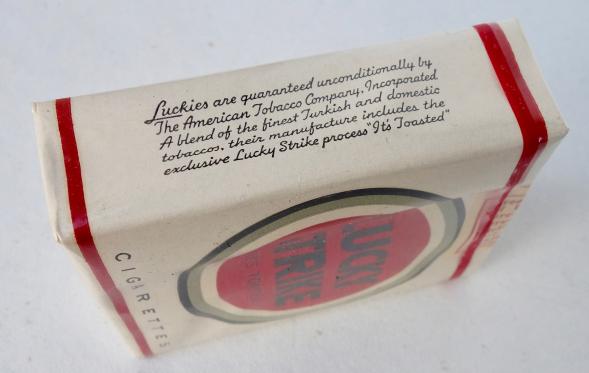 Luckies are guaranteed unconditionally by
The American Tobacco Company, Incorporated
A blend of the finest Turkish and domestic
tobaccos, their manufacture includes the
exclusive Lucky Strike process "It's Toasted"
LUCKY
STRIKE
CIGARETTES